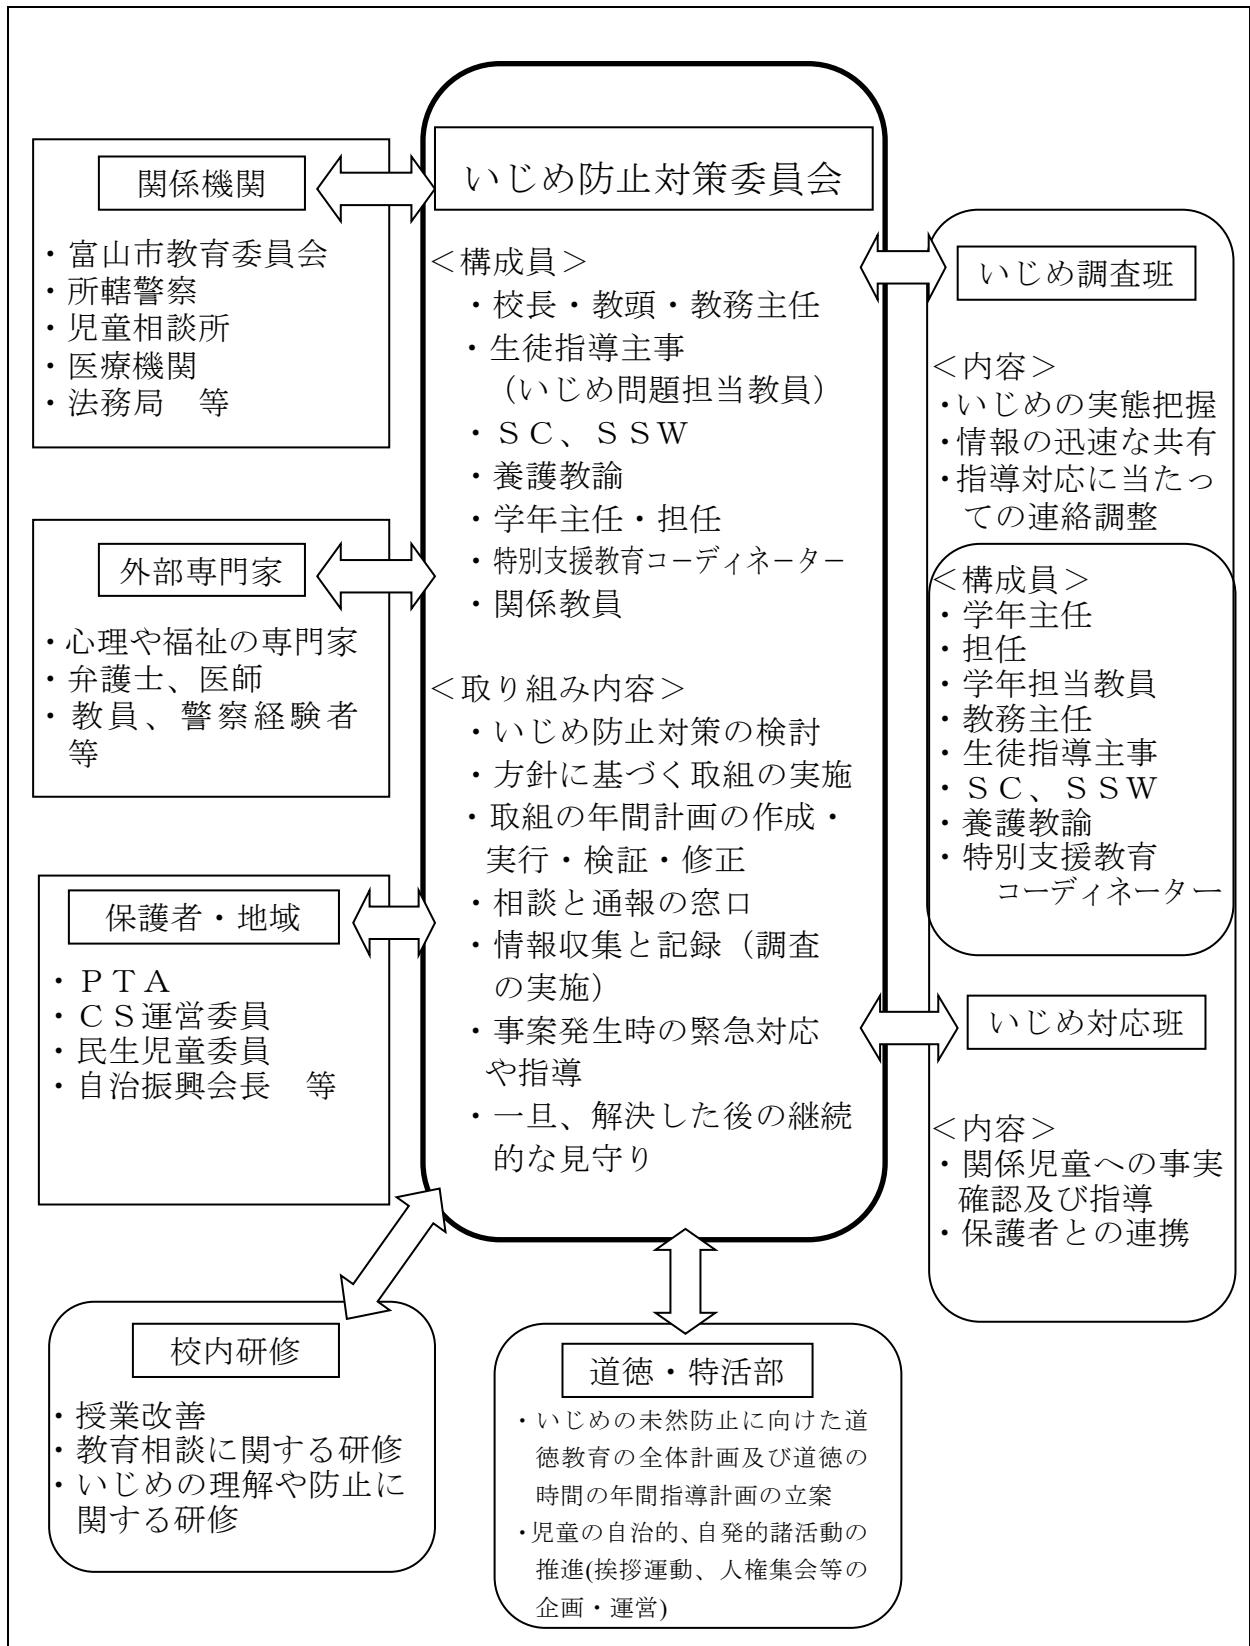 いじめ防止対策委員会
<構成員>
・校長・教頭・教務主任
・生徒指導主事
(いじめ問題担当教員)
・SC、SSW
・養護教諭
・学年主任・担任
・特別支援教育コーディネーター
・関係教員
<取り組み内容>
・いじめ防止対策の検討
・方針に基づく取組の実施
・取組の年間計画の作成・
実行・検証・修正
・相談と通報の窓口
・情報収集と記録(調査
の実施)
・事案発生時の緊急対応
や指導
・一旦、解決した後の継続
的な見守り
関係機関
・富山市教育委員会
・所轄警察
・児童相談所
・医療機関
・法務局 等
外部専門家
・心理や福祉の専門家
・弁護士、医師
・教員、警察経験者
等
保護者・地域
・PTA
・CS運営委員
・民生児童委員
・自治振興会長 等
いじめ調査班
<内容>
・いじめの実態把握
・情報の迅速な共有
・指導対応に当たっ
ての連絡調整
<構成員>
・学年主任
・担任
・学年担当教員
・教務主任
・生徒指導主事
・SC、SSW
・養護教諭
・特別支援教育
コーディネーター
いじめ対応班
<内容>
・関係児童への事実
確認及び指導
・保護者との連携
校内研修
・授業改善
・教育相談に関する研修
・いじめの理解や防止に
関する研修
道徳・特活部
・いじめの未然防止に向けた道
徳教育の全体計画及び道徳の
時間の年間指導計画の立案
・児童の自治的、自発的諸活動の
推進(挨拶運動、人権集会等の
企画・運営)